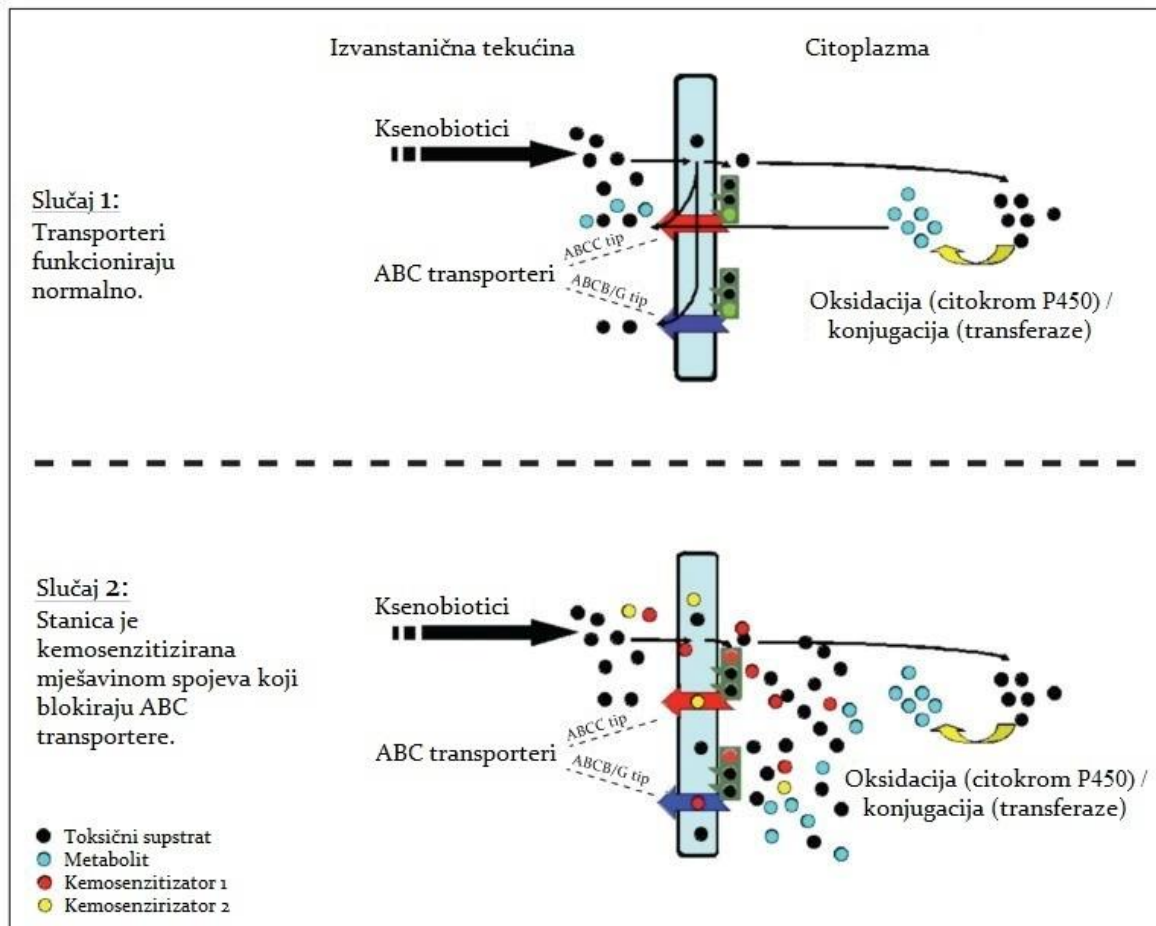 Izvanstanična tekućina
Citoplazma
Ksenobiotici
Slučaj 1:
Transporteri
funkcioniraju
normalno.
ABCC tip
ABC transporteri
ABCB/G tip
Oksidacija (citokrom P450) /
konjugacija (transferaze)
Slučaj 2:
Stanica je
kemosenzitizirana
mješavinom spojeva koji
blokiraju ABC
transportere.
Ksenobiotici
ABCC tip
ABC transporteri
ABCB/G tip
Oksidacija (citokrom P450) /
konjugacija (transferaze)
Toksični supstrat
Metabolit
Kemosenzitizator 1
Kemosenzirizator 2